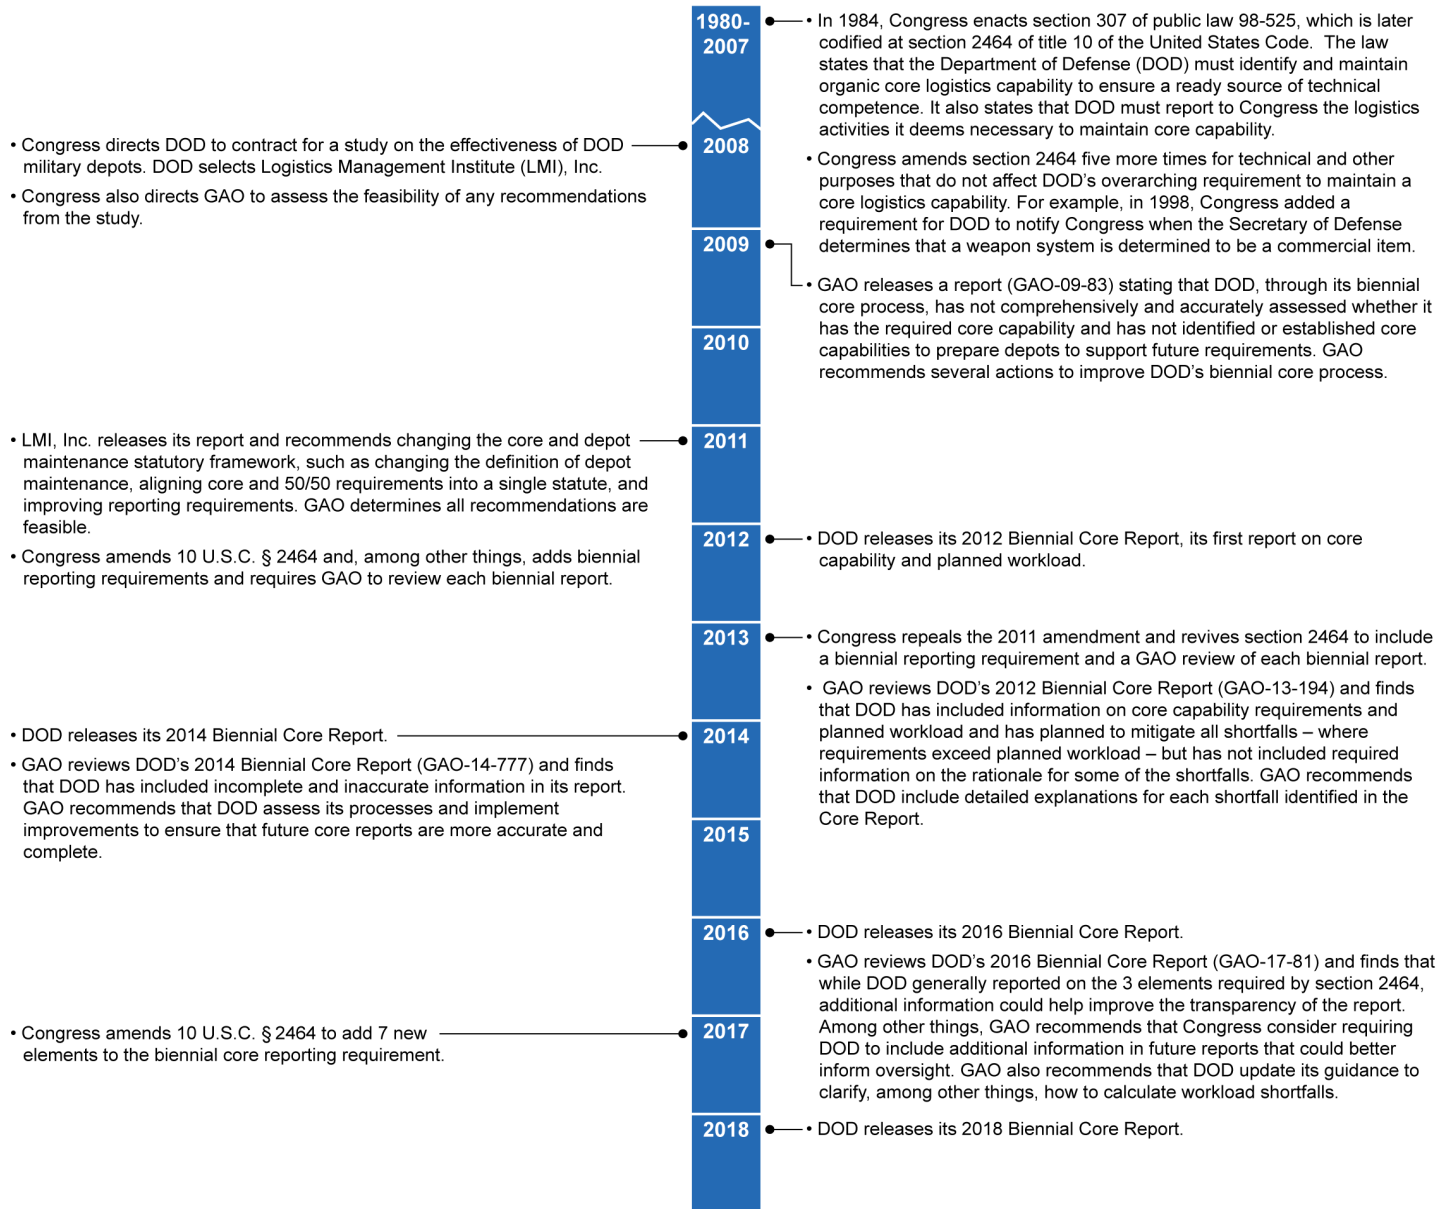 1980-
2007
• In 1984, Congress enacts section 307 of public law 98-525, which is later
codified at section 2464 of title 10 of the United States Code.  The law
states that the Department of Defense (DOD) must identify and maintain
organic core logistics capability to ensure a ready source of technical
competence. It also states that DOD must report to Congress the logistics
activities it deems necessary to maintain core capability.
• Congress amends section 2464 five more times for technical and other
purposes that do not affect DOD’s overarching requirement to maintain a
core logistics capability. For example, in 1998, Congress added a
requirement for DOD to notify Congress when the Secretary of Defense
determines that a weapon system is determined to be a commercial item.
2008
• Congress directs DOD to contract for a study on the effectiveness of DOD
military depots. DOD selects Logistics Management Institute (LMI), Inc.
• Congress also directs GAO to assess the feasibility of any recommendations
from the study.
2009
• GAO releases a report (GAO-09-83) stating that DOD, through its biennial
core process, has not comprehensively and accurately assessed whether it
has the required core capability and has not identified or established core
capabilities to prepare depots to support future requirements. GAO
recommends several actions to improve DOD’s biennial core process.
2010
2011
• LMI, Inc. releases its report and recommends changing the core and depot
maintenance statutory framework, such as changing the definition of depot
maintenance, aligning core and 50/50 requirements into a single statute, and
improving reporting requirements. GAO determines all recommendations are
feasible.
• Congress amends 10 U.S.C. § 2464 and, among other things, adds biennial
reporting requirements and requires GAO to review each biennial report.
2012
• DOD releases its 2012 Biennial Core Report, its first report on core
capability and planned workload.
2013
• Congress repeals the 2011 amendment and revives section 2464 to include
a biennial reporting requirement and a GAO review of each biennial report.
• GAO reviews DOD’s 2012 Biennial Core Report (GAO-13-194) and finds
that DOD has included information on core capability requirements and
planned workload and has planned to mitigate all shortfalls – where
requirements exceed planned workload – but has not included required
information on the rationale for some of the shortfalls. GAO recommends
that DOD include detailed explanations for each shortfall identified in the
Core Report.
2014
• DOD releases its 2014 Biennial Core Report.
• GAO reviews DOD’s 2014 Biennial Core Report (GAO-14-777) and finds
that DOD has included incomplete and inaccurate information in its report.
GAO recommends that DOD assess its processes and implement
improvements to ensure that future core reports are more accurate and
complete.
2015
2016
• DOD releases its 2016 Biennial Core Report.
• GAO reviews DOD’s 2016 Biennial Core Report (GAO-17-81) and finds that
while DOD generally reported on the 3 elements required by section 2464,
additional information could help improve the transparency of the report.
Among other things, GAO recommends that Congress consider requiring
DOD to include additional information in future reports that could better
inform oversight. GAO also recommends that DOD update its guidance to
clarify, among other things, how to calculate workload shortfalls.
2017
• Congress amends 10 U.S.C. § 2464 to add 7 new
elements to the biennial core reporting requirement.
2018
• DOD releases its 2018 Biennial Core Report.